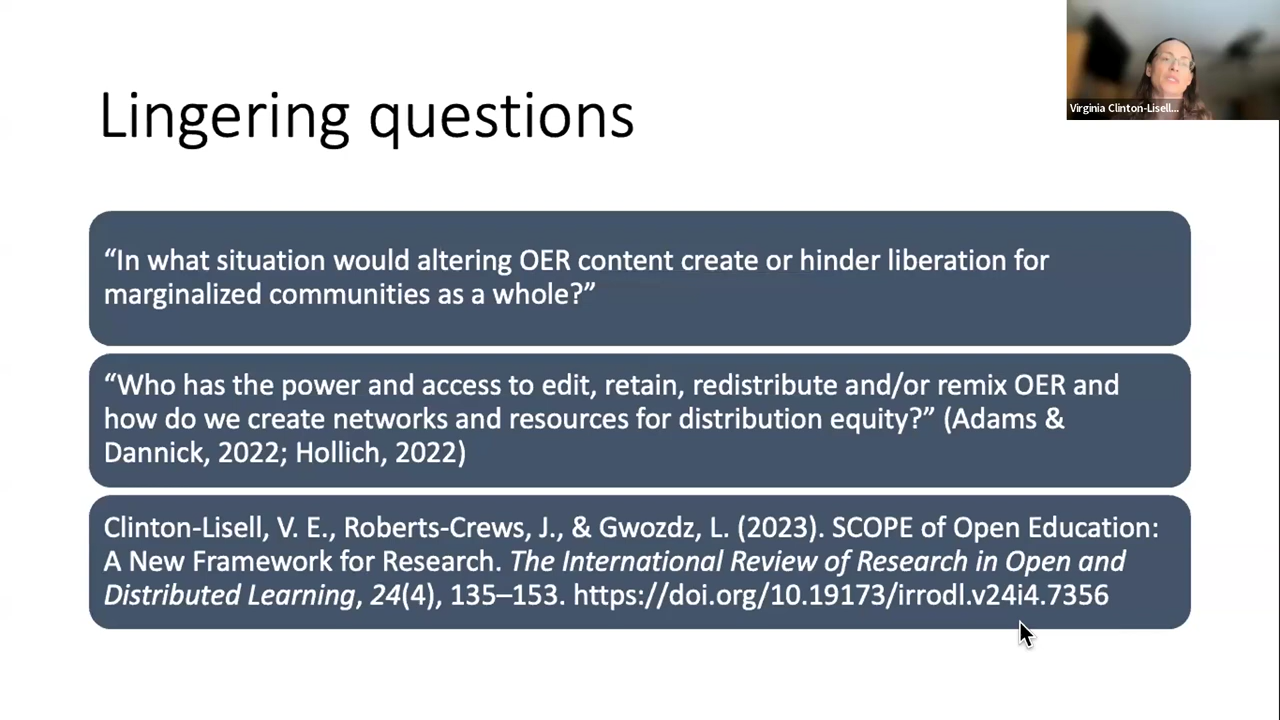 Virginia Clinton-Lisell...
Lingering questions
“In what situation would altering OER content create or hinder liberation for
marginalized communities as a whole?”
“Who has the power and access to edit, retain, redistribute and/or remix OER and
how do we create networks and resources for distribution equity?” (Adams &
Dannick, 2022; Hollich, 2022)
Clinton-Lisell, V. E., Roberts-Crews, J., & Gwozdz, L. (2023). SCOPE of Open Education:
A New Framework for Research. The International Review of Research in Open and
Distributed Learning, 24(4), 135–153. https://doi.org/10.19173/irrodl.v24i4.7356